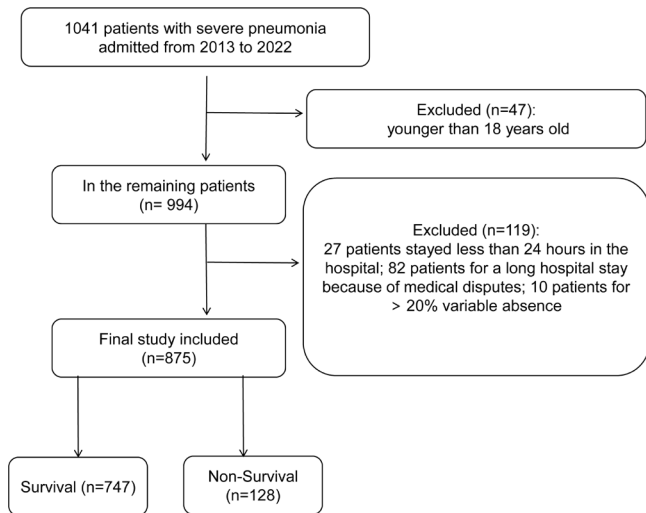 1041 patients with severe pneumonia
admitted from 2013 to 2022
Excluded (n=47):
younger than 18 years old
In the remaining patients
(n= 994)
Excluded (n=119):
27 patients stayed less than 24 hours in the
hospital; 82 patients for a long hospital stay
because of medical disputes; 10 patients for
> 20% variable absence
Final study included
(n=875)
Survival (n=747)
Non-Survival
(n=128)